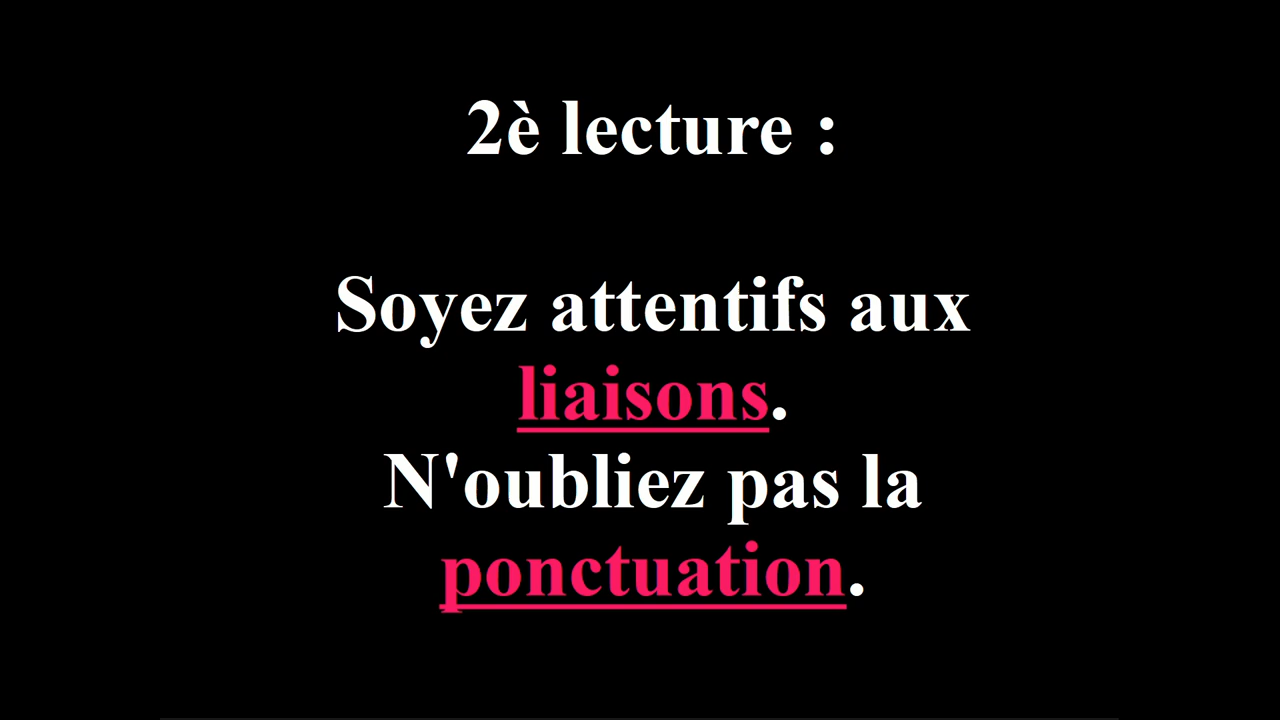 2è lecture :
Soyez attentifs aux
liaisons.
N'oubliez pas la
ponctuation.